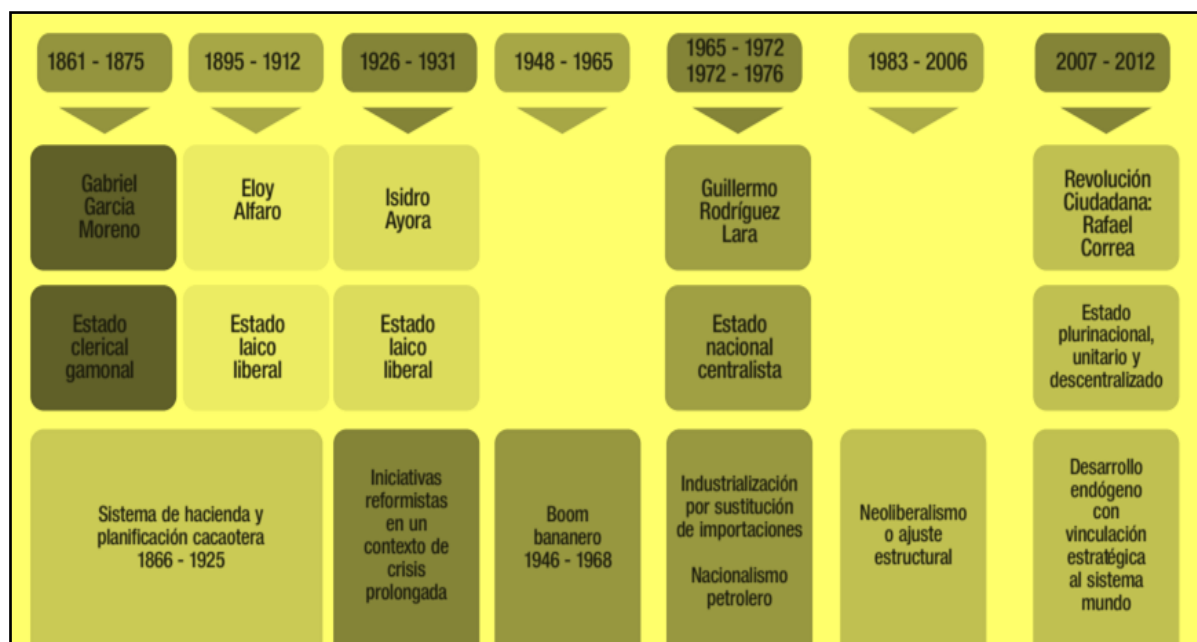 1861 - 1875
1895 - 1912
1926 - 1931
1948 - 1965
1965 - 1972
1972 - 1976
1983 - 2006
2007 - 2012
Gabriel
Garcia
Moreno
Eloy
Alfaro
Isidro
Ayora
Guillermo
Rodríguez
Lara
Revolución
Ciudadana:
Rafael
Correa
Estado
clerical
gamonal
Estado
laico
liberal
Estado
laico
liberal
Estado
nacional
centralista
Estado
plurinacional,
unitario y
descentralizado
Sistema de hacienda y
planificación cacaotera
1866 - 1925
Iniciativas
reformistas
en un
contexto de
crisis
prolongada
Boom
bananero
1946 - 1968
Industrialización
por sustitución
de importaciones
Nacionalismo
petrolero
Neoliberalismo
o ajuste
estructural
Desarrollo
endógeno
con
vinculación
estratégica
al sistema
mundo